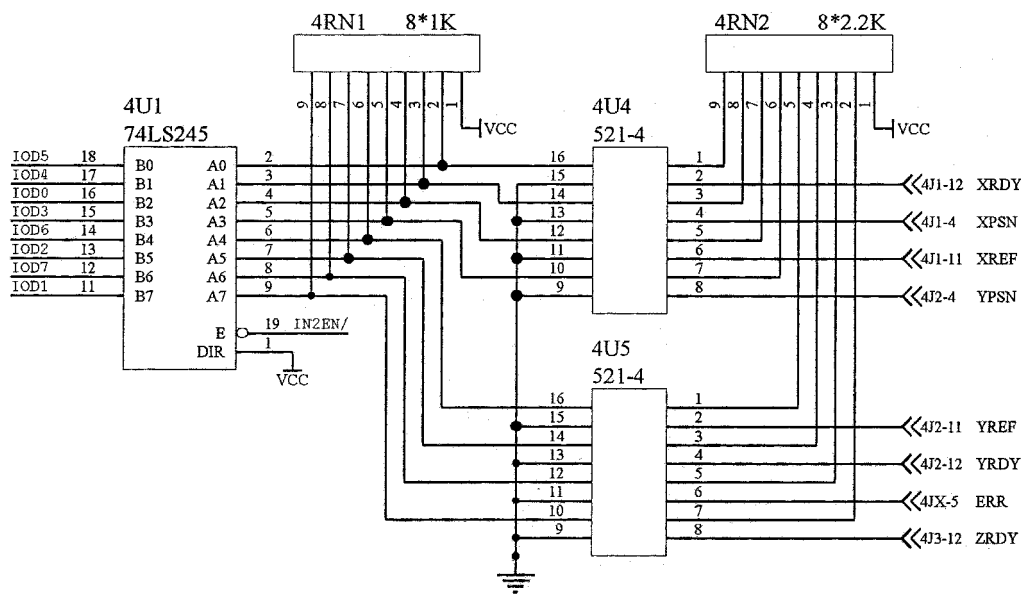 4RN1 8*1K
4RN2 8*2.2K
9 8 7 6 5 4 3 2 1
9 8 7 6 5 4 3 2 1
VCC
VCC
4U1
74LS245
4U4
521-4
IOD5 18 B0 A0 2
IOD4 17 B1 A1 3
IOD0 16 B2 A2 4
IOD3 15 B3 A3 5
IOD6 14 B4 A4 6
IOD2 13 B5 A5 7
IOD7 12 B6 A6 8
IOD1 11 B7 A7 9
E 19 IN2EN/
DIR 1
VCC
16 1
15 2 4J1-12 XRDY
14 3
13 4 4J1-4 XPSN
12 5
11 6 4J1-11 XREF
10 7
9 8 4J2-4 YPSN
4U5
521-4
16 1
15 2 4J2-11 YREF
14 3
13 4 4J2-12 YRDY
12 5
11 6 4JX-5 ERR
10 7
9 8 4J3-12 ZRDY